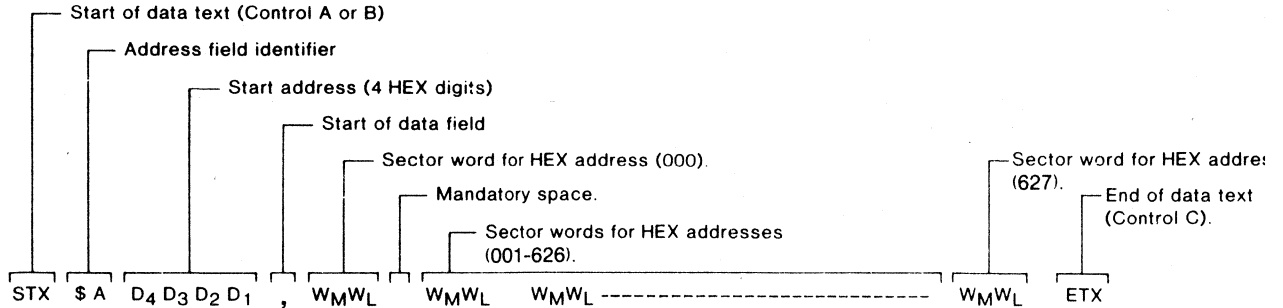 Start of data text (Control A or B)
Address field identifier
Start address (4 HEX digits)
Start of data field
Sector word for HEX address (000).
Sector word for HEX addres
(627).
Mandatory space.
End of data text
(Control C).
Sector words for HEX addresses
(001-626).
STX $ A D4 D3 D2 D1 , WMWL WMWL WMWL ---------------------------- WMWL ETX